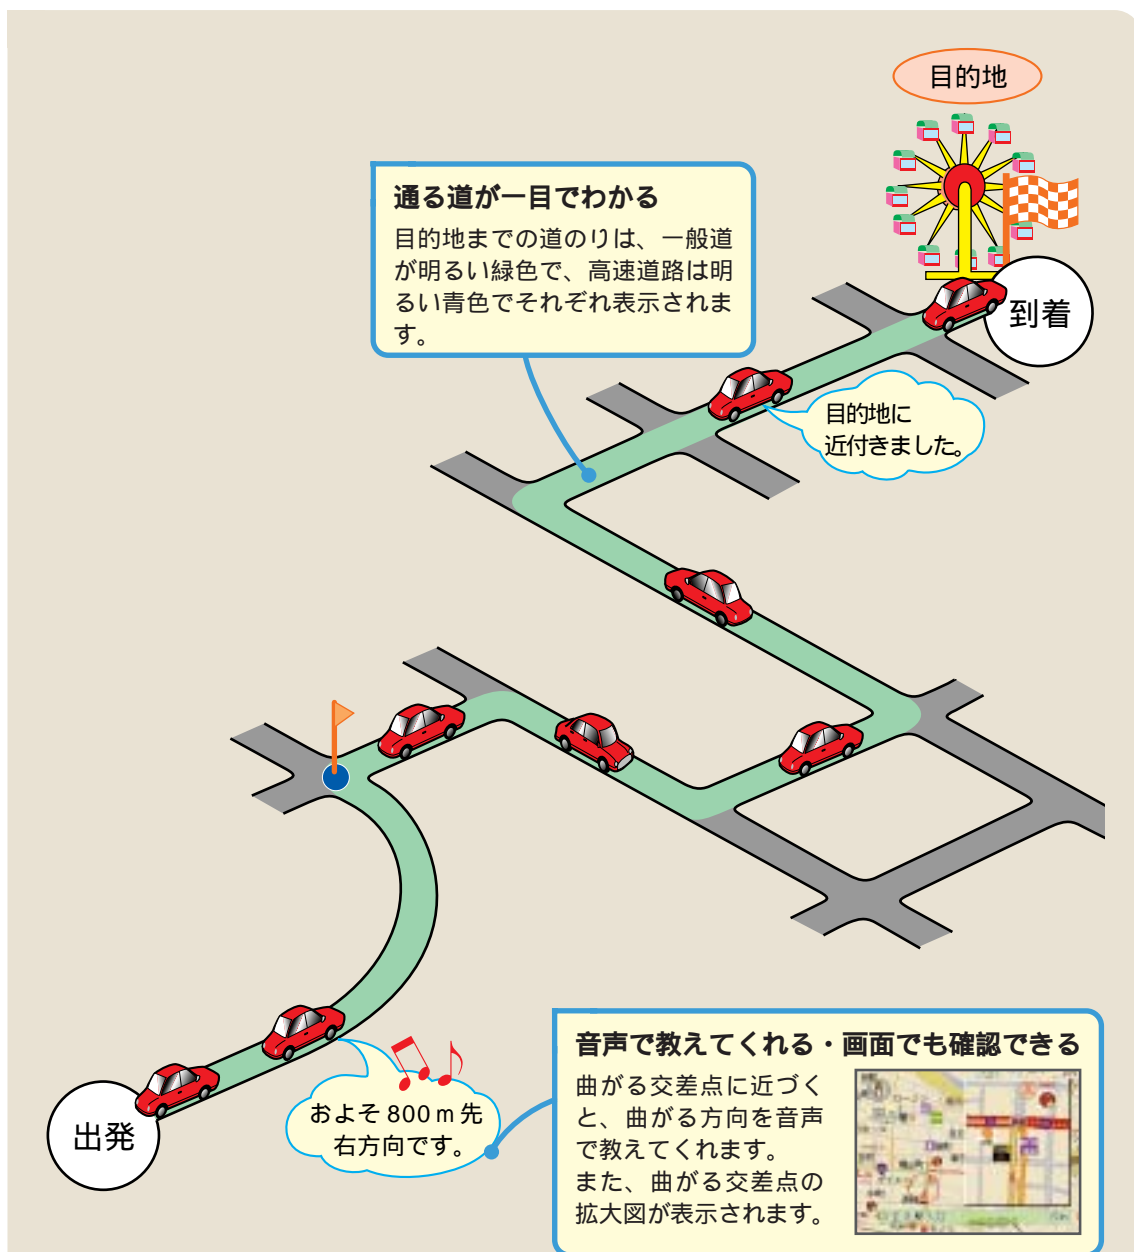 目的地
通る道が一目でわかる
目的地までの道のりは、一般道
が明るい緑色で、高速道路は明
るい青色でそれぞれ表示されま
す。
到着
目的地に
近付きました。
出発
およそ800m先
右方向です。
音声で教えてくれる・画面でも確認できる
曲がる交差点に近づく
と、曲がる方向を音声
で教えてくれます。
また、曲がる交差点の
拡大図が表示されます。